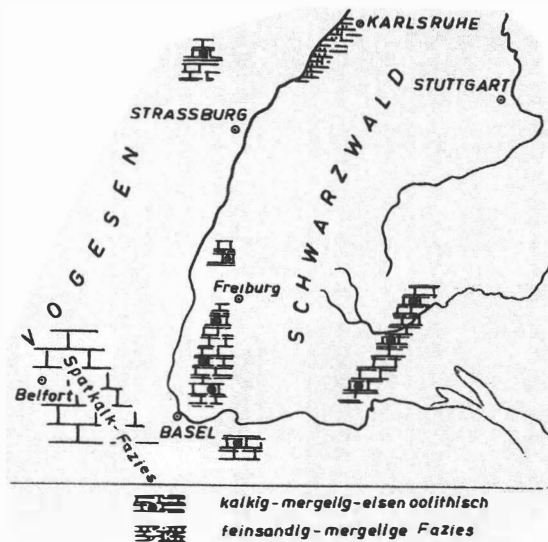 KARLSRUHE
STUTTGART
STRASSBURG
VOGESEN
SCHWARZWALD
Freiburg
Belfort
Spatkalk-Fazies
BASEL
kalkig-mergelig-eisen oolithisch
feinsandig-mergelige Fazies